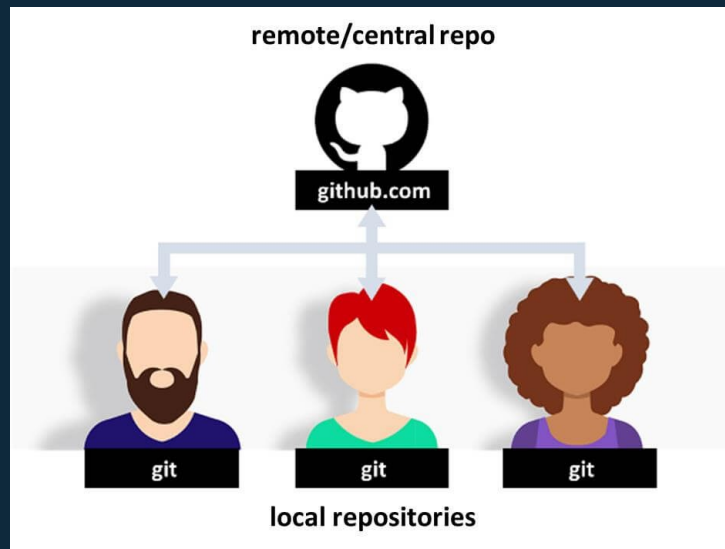 remote/central repo
github.com
git git git
local repositories